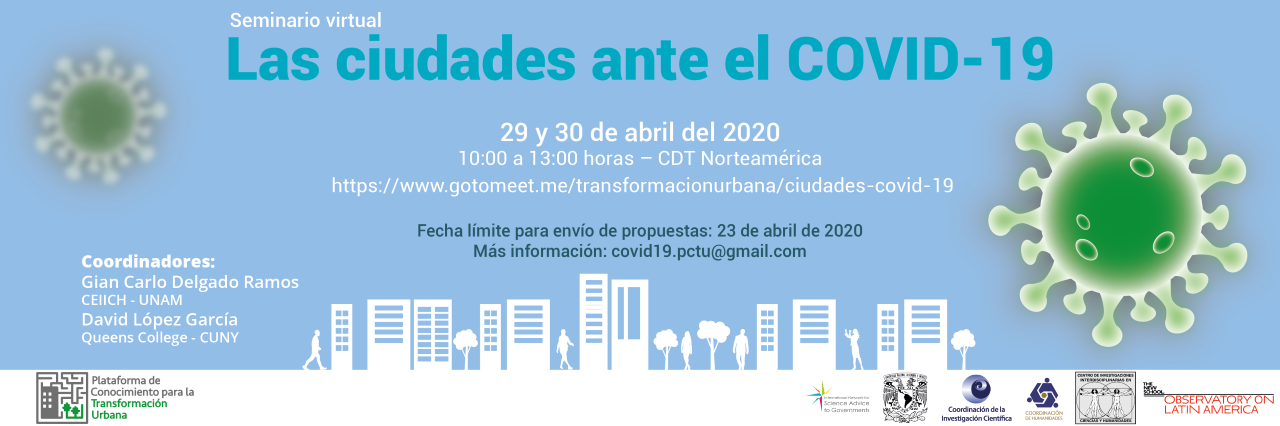 Seminario virtual
Las ciudades ante el COVID-19
29 y 30 de abril del 2020
10:00 a 13:00 horas – CDT Norteamérica
https://www.gotomeet.me/transformacionurbana/ciudades-covid-19
Fecha límite para envío de propuestas: 23 de abril de 2020
Más información: covid19.pctu@gmail.com
Coordinadores:
Gian Carlo Delgado Ramos
CEIICH - UNAM
David López García
Queens College - CUNY
Plataforma de
Conocimiento para la
Transformación
Urbana
International Network for
Science Advice
to Governments
Coordinación de la
Investigación Científica
COORDINACIÓN
DE HUMANIDADES
CENTRO DE INVESTIGACIONES
INTERDISCIPLINARIAS EN
CIENCIAS Y HUMANIDADES
THE
NEW
SCHOOL
OBSERVATORY ON
LATIN AMERICA